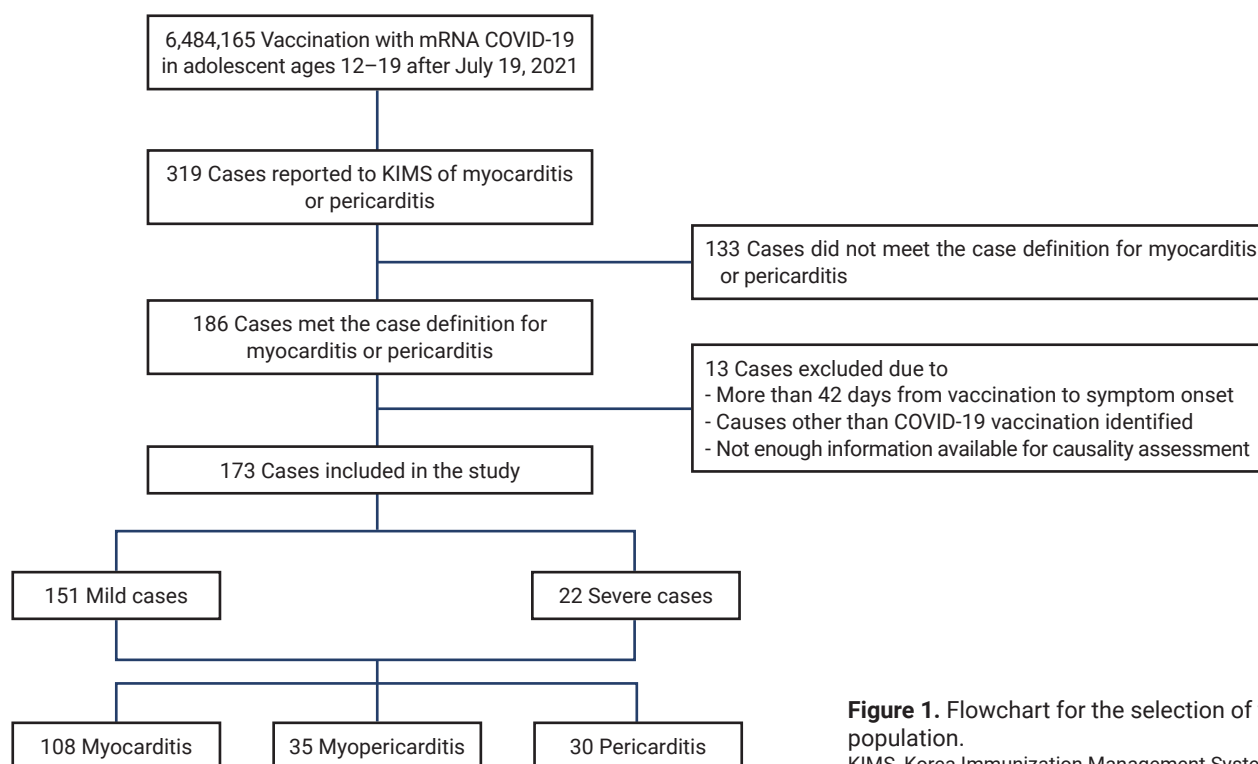 6,484,165 Vaccination with mRNA COVID-19
in adolescent ages 12–19 after July 19, 2021
319 Cases reported to KIMS of myocarditis
or pericarditis
133 Cases did not meet the case definition for myocarditis
or pericarditis
186 Cases met the case definition for
myocarditis or pericarditis
13 Cases excluded due to
- More than 42 days from vaccination to symptom onset
- Causes other than COVID-19 vaccination identified
- Not enough information available for causality assessment
173 Cases included in the study
151 Mild cases
22 Severe cases
108 Myocarditis
35 Myopericarditis
30 Pericarditis
Figure 1. Flowchart for the selection of
population.
KIMS, Korea Immunization Management